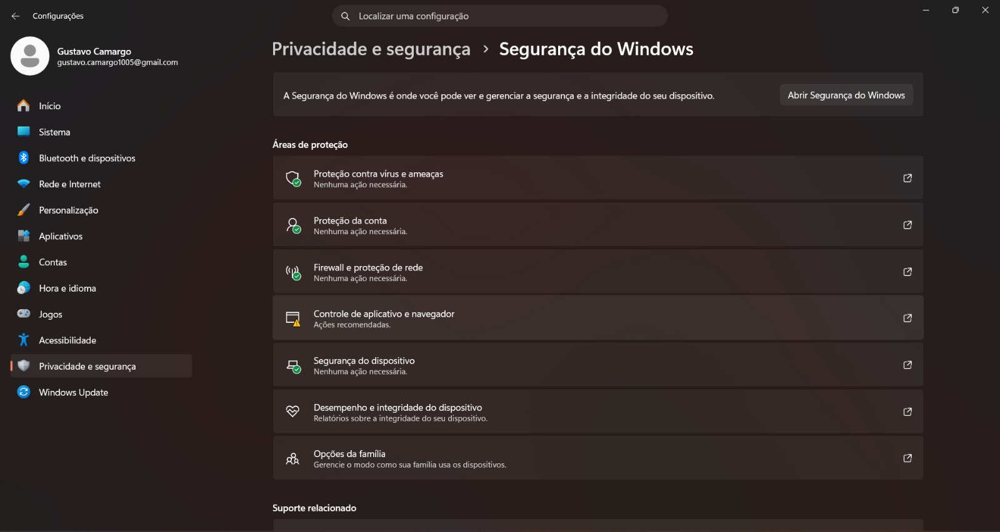 Configurações
Localizar uma configuração
Gustavo Camargo
gustavo.camargo1005@gmail.com
Início
Sistema
Bluetooth e dispositivos
Rede e Internet
Personalização
Aplicativos
Contas
Hora e idioma
Jogos
Acessibilidade
Privacidade e segurança
Windows Update
Privacidade e segurança > Segurança do Windows
A Segurança do Windows é onde você pode ver e gerenciar a segurança e a integridade do seu dispositivo.
Abrir Segurança do Windows
Áreas de proteção
Proteção contra vírus e ameaças
Nenhuma ação necessária.
Proteção da conta
Nenhuma ação necessária.
Firewall e proteção de rede
Nenhuma ação necessária.
Controle de aplicativo e navegador
Ações recomendadas.
Segurança do dispositivo
Nenhuma ação necessária.
Desempenho e integridade do dispositivo
Relatórios sobre a integridade do seu dispositivo.
Opções da família
Gerencie o modo como sua família usa os dispositivos.
Suporte relacionado